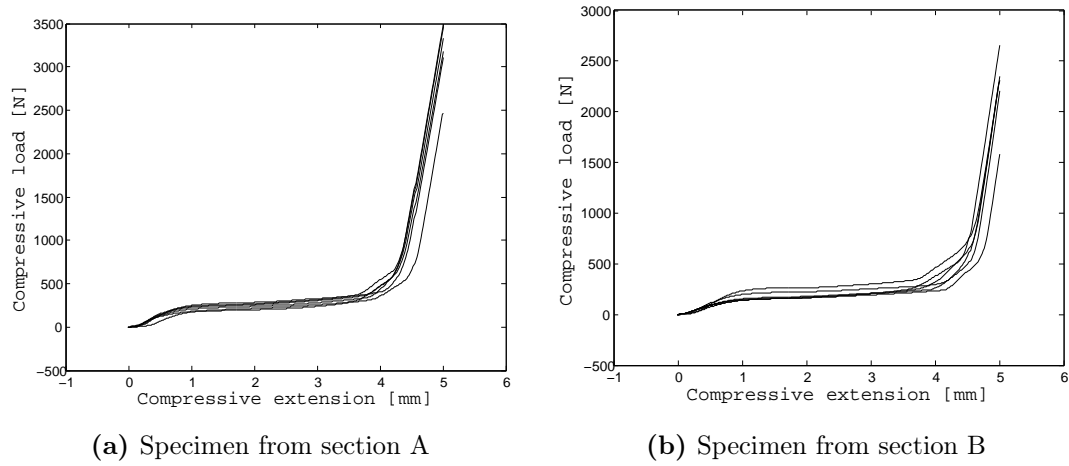 3500
3000
2500
2000
1500
1000
500
0
−500
−1 0 1 2 3 4 5 6
Compressive load [N]
Compressive extension [mm]
(a) Specimen from section A
3000
2500
2000
1500
1000
500
0
−500
−1 0 1 2 3 4 5 6
Compressive load [N]
Compressive extension [mm]
(b) Specimen from section B